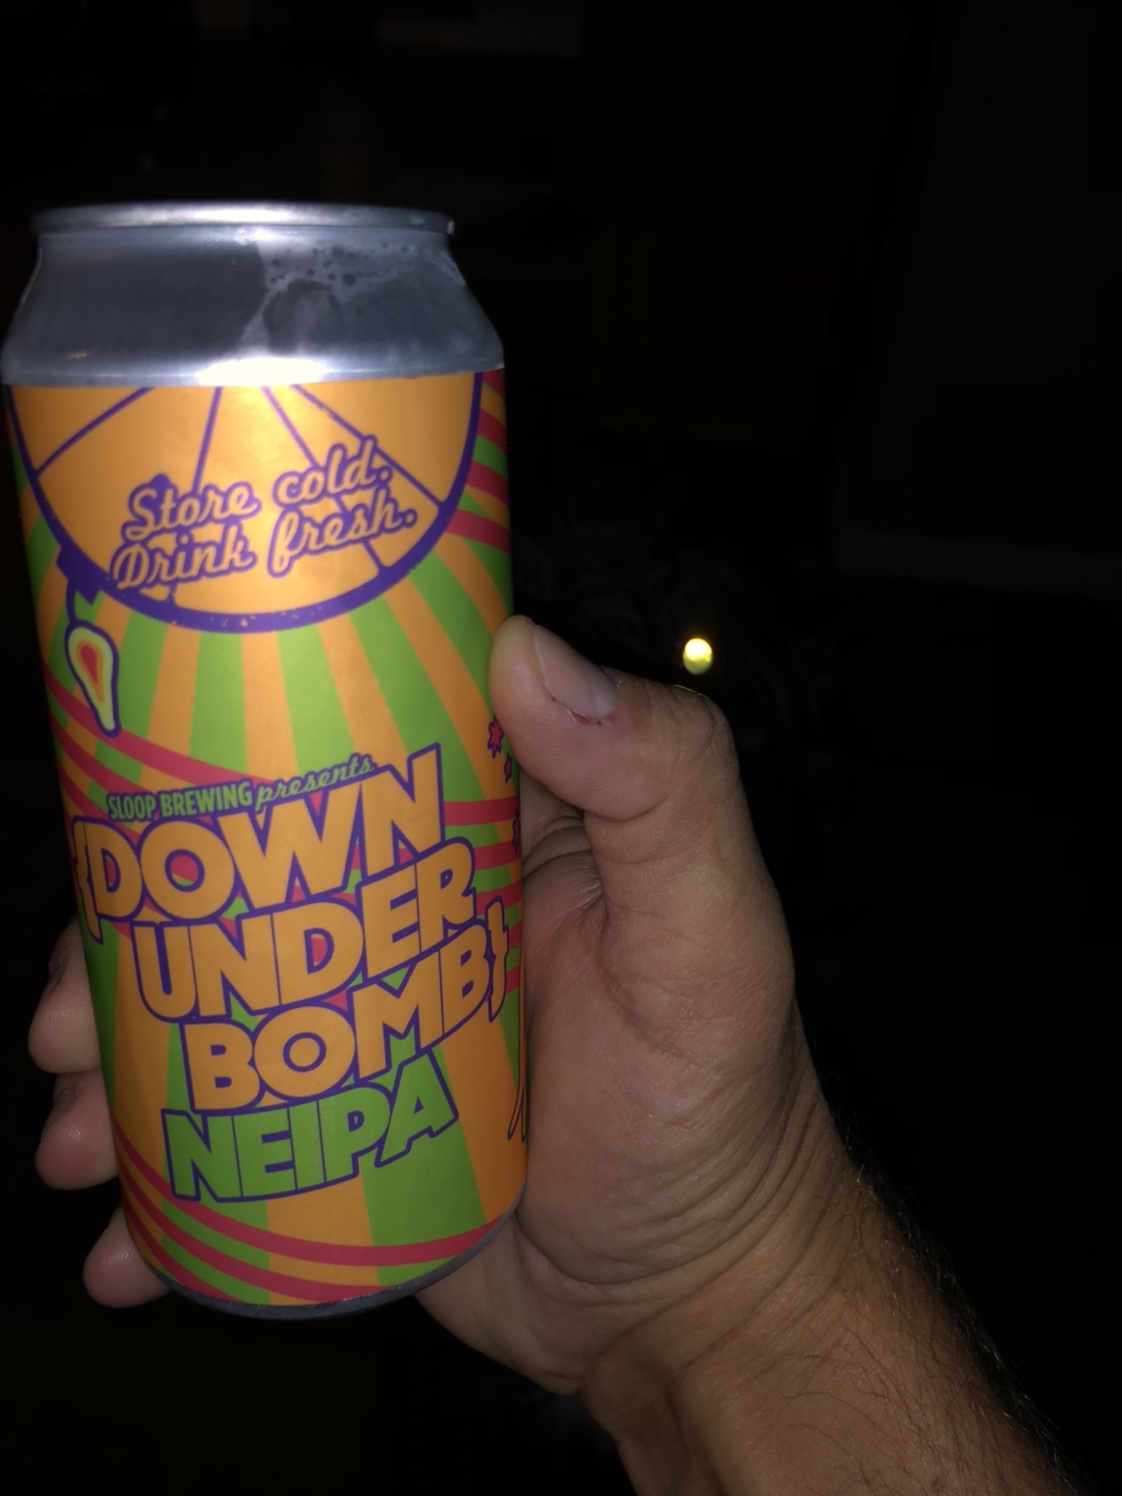 Store cold.
Drink fresh.
SLOOP BREWING presents
{DOWN
UNDER
BOMB}
NEIPA